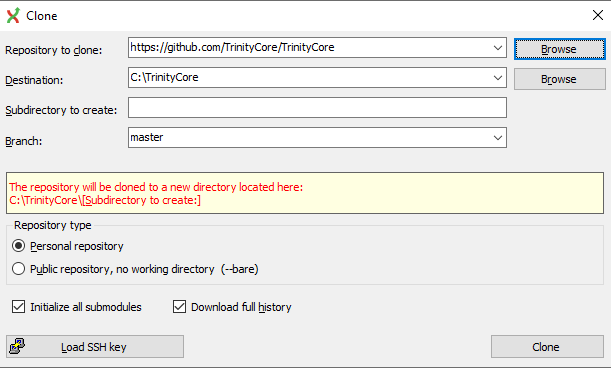 Clone
Repository to clone: https://github.com/TrinityCore/TrinityCore Browse
Destination: C:\TrinityCore Browse
Subdirectory to create:
Branch: master
The repository will be cloned to a new directory located here:
C:\TrinityCore\[Subdirectory to create:]
Repository type
Personal repository
Public repository, no working directory (--bare)
Initialize all submodules Download full history
Load SSH key Clone